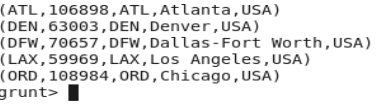 (ATL,106898,ATL,Atlanta,USA)
(DEN,63003,DEN,Denver,USA)
(DFW,70657,DFW,Dallas-Fort Worth,USA)
(LAX,59969,LAX,Los Angeles,USA)
(ORD,108984,ORD,Chicago,USA)
grunt>